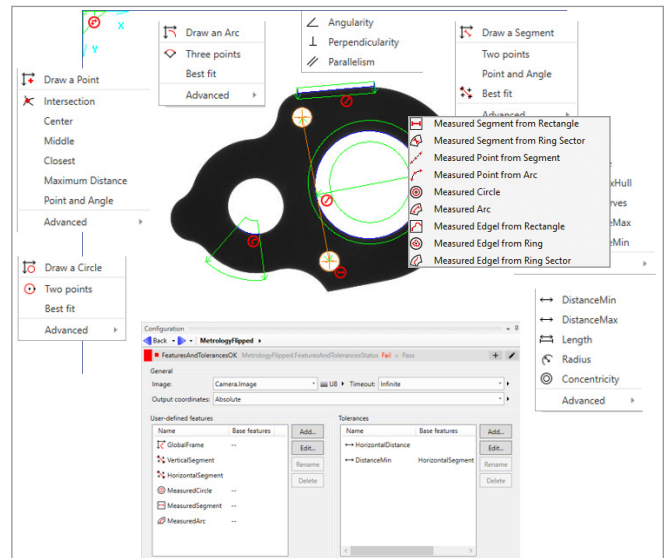 x
Y
Draw a Point
Intersection
Center
Middle
Closest
Maximum Distance
Point and Angle
Advanced
Draw an Arc
Three points
Best fit
Advanced
Angularity
Perpendicularity
Parallelism
Draw a Segment
Two points
Point and Angle
Best fit
Advanced
Measured Segment from Rectangle
Measured Segment from Ring Sector
Measured Point from Segment
Measured Point from Arc
Measured Circle
Measured Arc
Measured Edgel from Rectangle
Measured Edgel from Ring
Measured Edgel from Ring Sector
xHull
rves
eMax
eMin
Draw a Circle
Two points
Best fit
Advanced
DistanceMin
DistanceMax
Length
Radius
Concentricity
Advanced
Configuration
Back MetrologyFlipped
FeaturesAndTolerancesOK MetrologyFlipped.FeaturesAndTolerancesStatus Fail = Pass
General
Image: Camera.Image U8 Timeout: Infinite
Output coordinates: Absolute
User-defined features
Name Base features Add...
GlobalFrame -- Edit...
VerticalSegment Rename
HorizontalSegment Delete
MeasuredCircle --
MeasuredSegment --
MeasuredArc --
Tolerances
Name Base features Add...
HorizontalDistance Edit...
DistanceMin HorizontalSegment Rename
Delete